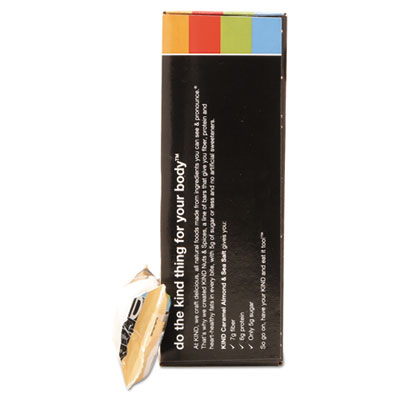 do the kind thing for your body™
At KIND, we craft delicious, all natural foods made from ingredients you can see & pronounce.®
That's why we created KIND Nuts & Spices, a line of bars that give you fiber, protein and
heart-healthy fats in every bite, with 5g of sugar or less and no artificial sweeteners.
KIND Caramel Almond & Sea Salt gives you:
✓ 7g fiber
✓ 6g protein
✓ Only 5g sugar
So go on, have your KIND and eat it too!™